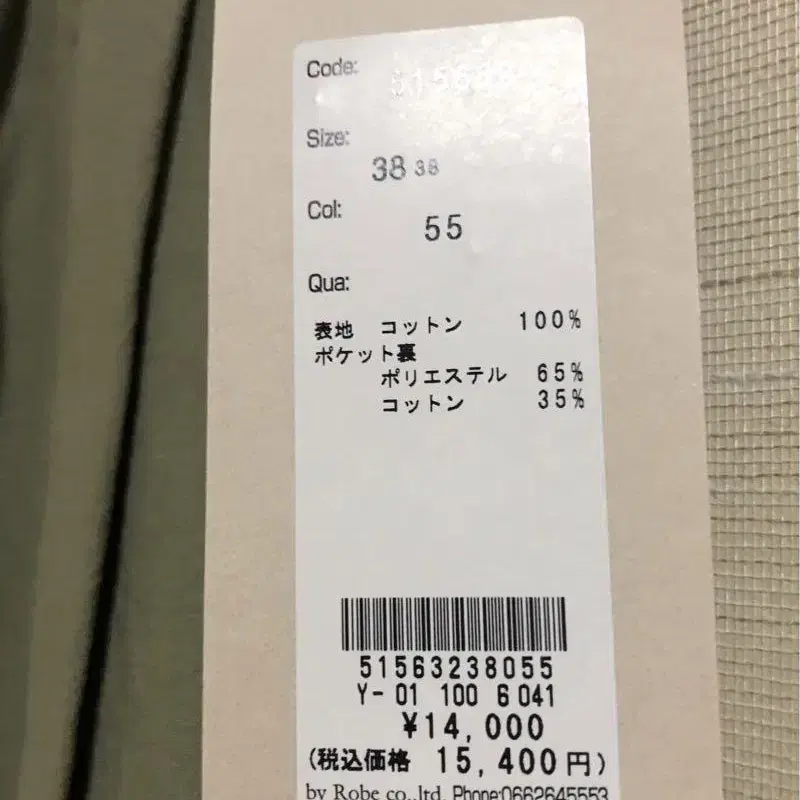 Code:
Size:
38 38
Col:
55
Qua:
表地 コットン 100%
ポケット裏
ポリエステル 65%
コットン 35%
51563238055
Y-01 100 6041
¥14,000
(税込価格 15,400円)
by Robe co.,ltd. Phone:0662645553